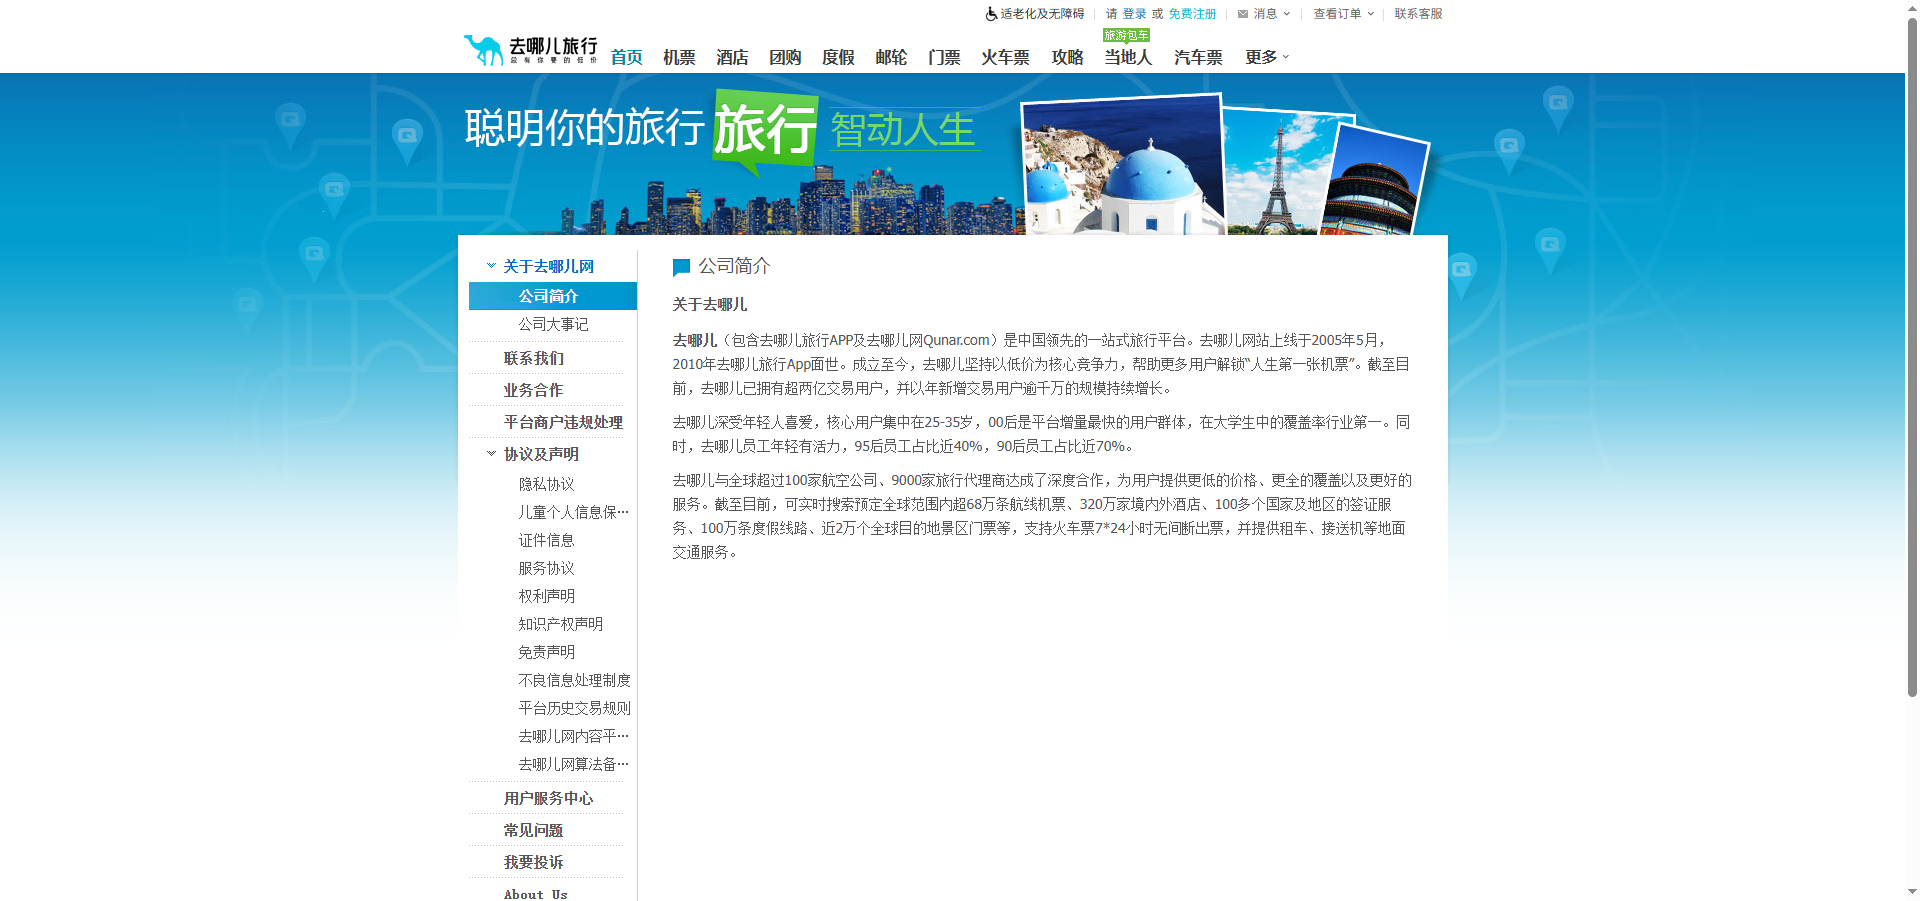 适老化及无障碍
请 登录 或 免费注册
消息
查看订单
联系客服
去哪儿旅行
总有你要的低价
首页 机票 酒店 团购 度假 邮轮 门票 火车票 攻略 当地人 汽车票 更多
旅游包车
聪明你的旅行 旅行 智动人生
关于去哪儿网
公司简介
公司大事记
联系我们
业务合作
平台商户违规处理
协议及声明
隐私协议
儿童个人信息保…
证件信息
服务协议
权利声明
知识产权声明
免责声明
不良信息处理制度
平台历史交易规则
去哪儿网内容平…
去哪儿网算法备…
用户服务中心
常见问题
我要投诉
About Us
公司简介
关于去哪儿
去哪儿（包含去哪儿旅行APP及去哪儿网Qunar.com）是中国领先的一站式旅行平台。去哪儿网站上线于2005年5月，
2010年去哪儿旅行App面世。成立至今，去哪儿坚持以低价为核心竞争力，帮助更多用户解锁“人生第一张机票”。截至目
前，去哪儿已拥有超两亿交易用户，并以年新增交易用户逾千万的规模持续增长。
去哪儿深受年轻人喜爱，核心用户集中在25-35岁，00后是平台增量最快的用户群体，在大学生中的覆盖率行业第一。同
时，去哪儿员工年轻有活力，95后员工占比近40%，90后员工占比近70%。
去哪儿与全球超过100家航空公司、9000家旅行代理商达成了深度合作，为用户提供更低的价格、更全的覆盖以及更好的
服务。截至目前，可实时搜索预定全球范围内超68万条航线机票、320万家境内外酒店、100多个国家及地区的签证服
务、100万条度假线路、近2万个全球目的地景区门票等，支持火车票7*24小时无间断出票，并提供租车、接送机等地面
交通服务。